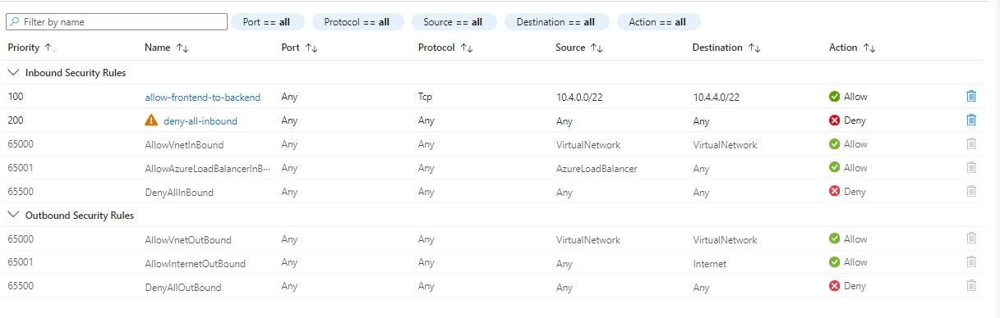 Filter by name Port == all Protocol == all Source == all Destination == all Action == all
Priority ↑↓ Name ↑↓ Port ↑↓ Protocol ↑↓ Source ↑↓ Destination ↑↓ Action ↑↓
Inbound Security Rules
100 allow-frontend-to-backend Any Tcp 10.4.0.0/22 10.4.4.0/22 Allow
200 deny-all-inbound Any Any Any Any Deny
65000 AllowVnetInBound Any Any VirtualNetwork VirtualNetwork Allow
65001 AllowAzureLoadBalancerInB··· Any Any AzureLoadBalancer Any Allow
65500 DenyAllInBound Any Any Any Any Deny
Outbound Security Rules
65000 AllowVnetOutBound Any Any VirtualNetwork VirtualNetwork Allow
65001 AllowInternetOutBound Any Any Any Internet Allow
65500 DenyAllOutBound Any Any Any Any Deny